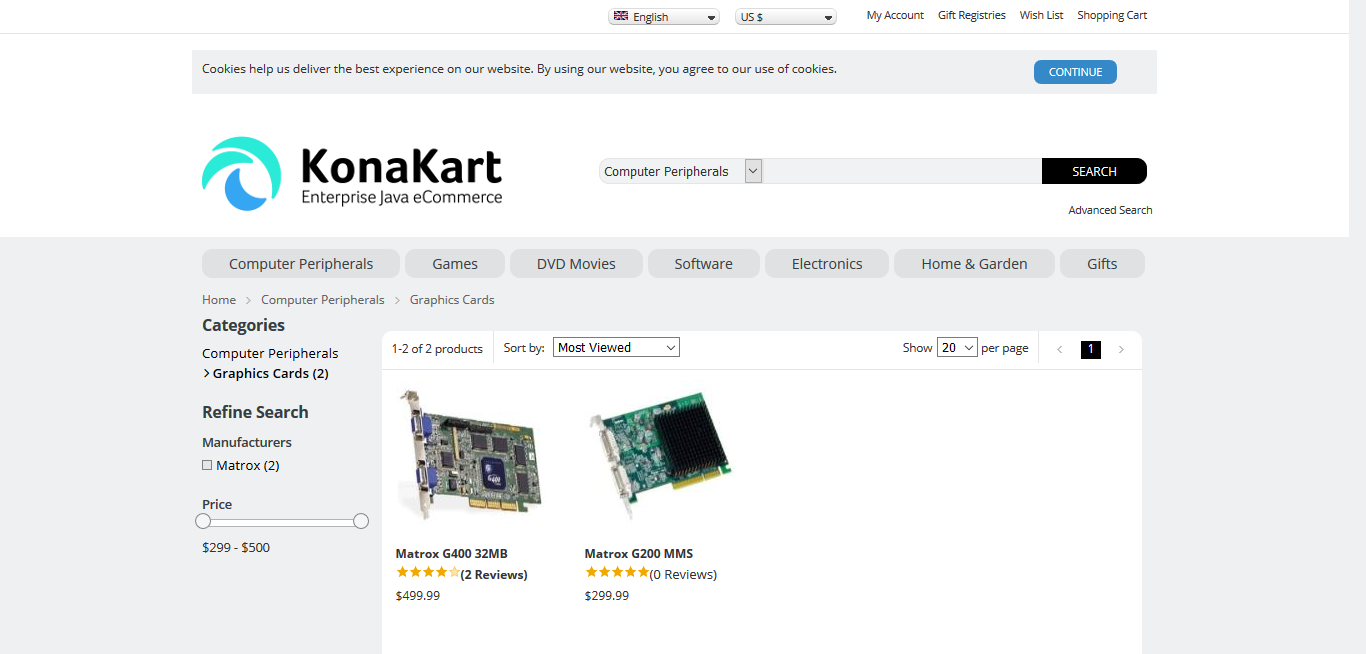 English
US $
My Account Gift Registries Wish List Shopping Cart
Cookies help us deliver the best experience on our website. By using our website, you agree to our use of cookies.
CONTINUE
KonaKart
Enterprise Java eCommerce
Computer Peripherals
SEARCH
Advanced Search
Computer Peripherals Games DVD Movies Software Electronics Home & Garden Gifts
Home > Computer Peripherals > Graphics Cards
Categories
Computer Peripherals
> Graphics Cards (2)
Refine Search
Manufacturers
Matrox (2)
Price
$299 - $500
1-2 of 2 products
Sort by: Most Viewed
Show 20 per page
< 1 >
G400
Matrox G400 32MB
(2 Reviews)
$499.99
Matrox G200 MMS
(0 Reviews)
$299.99